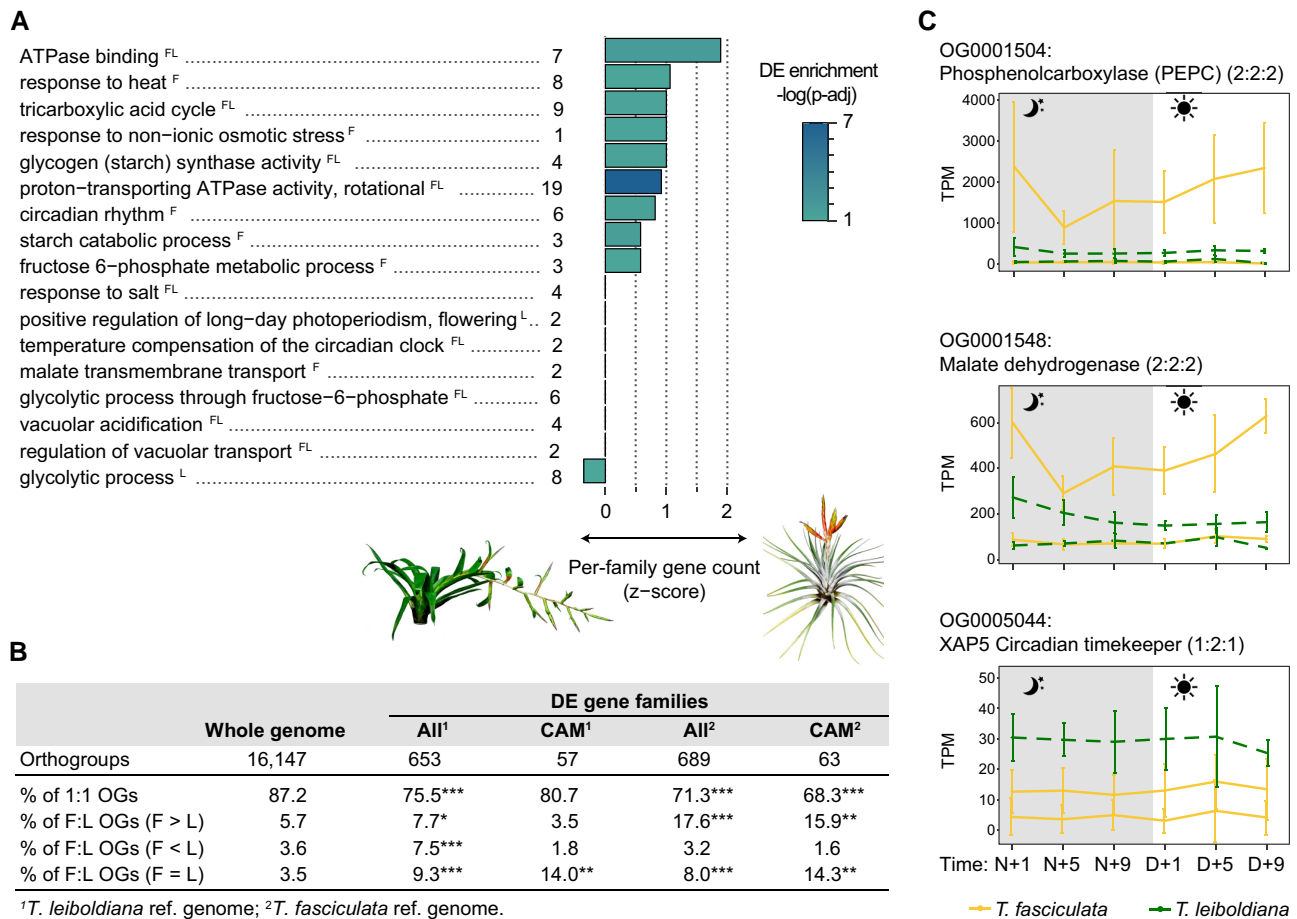 A
ATPase binding FL ........ 7
response to heat F ........ 8
tricarboxylic acid cycle FL ........ 9
response to non−ionic osmotic stress F ........ 1
glycogen (starch) synthase activity FL ........ 4
proton−transporting ATPase activity, rotational FL ........ 19
circadian rhythm F ........ 6
starch catabolic process F ........ 3
fructose 6−phosphate metabolic process F ........ 3
response to salt FL ........ 4
positive regulation of long−day photoperiodism, flowering L .. 2
temperature compensation of the circadian clock FL ........ 2
malate transmembrane transport F ........ 2
glycolytic process through fructose−6−phosphate FL ........ 6
vacuolar acidification FL ........ 4
regulation of vacuolar transport FL ........ 2
glycolytic process L ........ 8
0 1 2
Per−family gene count
(z−score)
DE enrichment
-log(p-adj)
7
1
B
DE gene families
Whole genome All¹ CAM¹ All² CAM²
Orthogroups 16,147 653 57 689 63
% of 1:1 OGs 87.2 75.5*** 80.7 71.3*** 68.3***
% of F:L OGs (F > L) 5.7 7.7* 3.5 17.6*** 15.9**
% of F:L OGs (F < L) 3.6 7.5*** 1.8 3.2 1.6
% of F:L OGs (F = L) 3.5 9.3*** 14.0** 8.0*** 14.3**
¹T. leiboldiana ref. genome; ²T. fasciculata ref. genome.
C
OG0001504:
Phosphenolcarboxylase (PEPC) (2:2:2)
4000
3000
2000
1000
0
TPM
OG0001548:
Malate dehydrogenase (2:2:2)
600
400
200
0
TPM
OG0005044:
XAP5 Circadian timekeeper (1:2:1)
50
40
30
20
10
0
TPM
Time: N+1 N+5 N+9 D+1 D+5 D+9
T. fasciculata T. leiboldiana